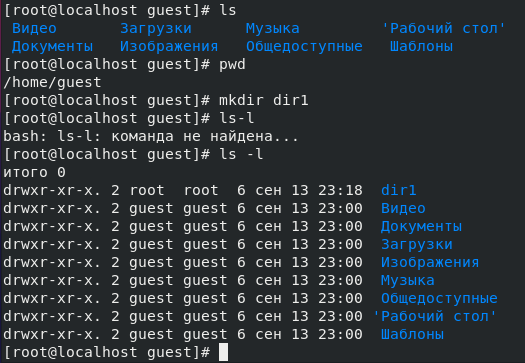 [root@localhost guest]# ls
Видео Загрузки Музыка 'Рабочий стол'
Документы Изображения Общедоступные Шаблоны
[root@localhost guest]# pwd
/home/guest
[root@localhost guest]# mkdir dir1
[root@localhost guest]# ls-l
bash: ls-l: команда не найдена...
[root@localhost guest]# ls -l
итого 0
drwxr-xr-x. 2 root root 6 сен 13 23:18 dir1
drwxr-xr-x. 2 guest guest 6 сен 13 23:00 Видео
drwxr-xr-x. 2 guest guest 6 сен 13 23:00 Документы
drwxr-xr-x. 2 guest guest 6 сен 13 23:00 Загрузки
drwxr-xr-x. 2 guest guest 6 сен 13 23:00 Изображения
drwxr-xr-x. 2 guest guest 6 сен 13 23:00 Музыка
drwxr-xr-x. 2 guest guest 6 сен 13 23:00 Общедоступные
drwxr-xr-x. 2 guest guest 6 сен 13 23:00 'Рабочий стол'
drwxr-xr-x. 2 guest guest 6 сен 13 23:00 Шаблоны
[root@localhost guest]#